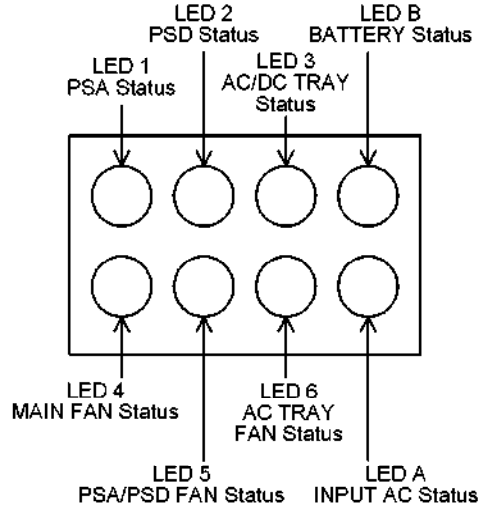 LED 1
PSA Status
LED 2
PSD Status
LED 3
AC/DC TRAY
Status
LED B
BATTERY Status
LED 4
MAIN FAN Status
LED 5
PSA/PSD FAN Status
LED 6
AC TRAY
FAN Status
LED A
INPUT AC Status